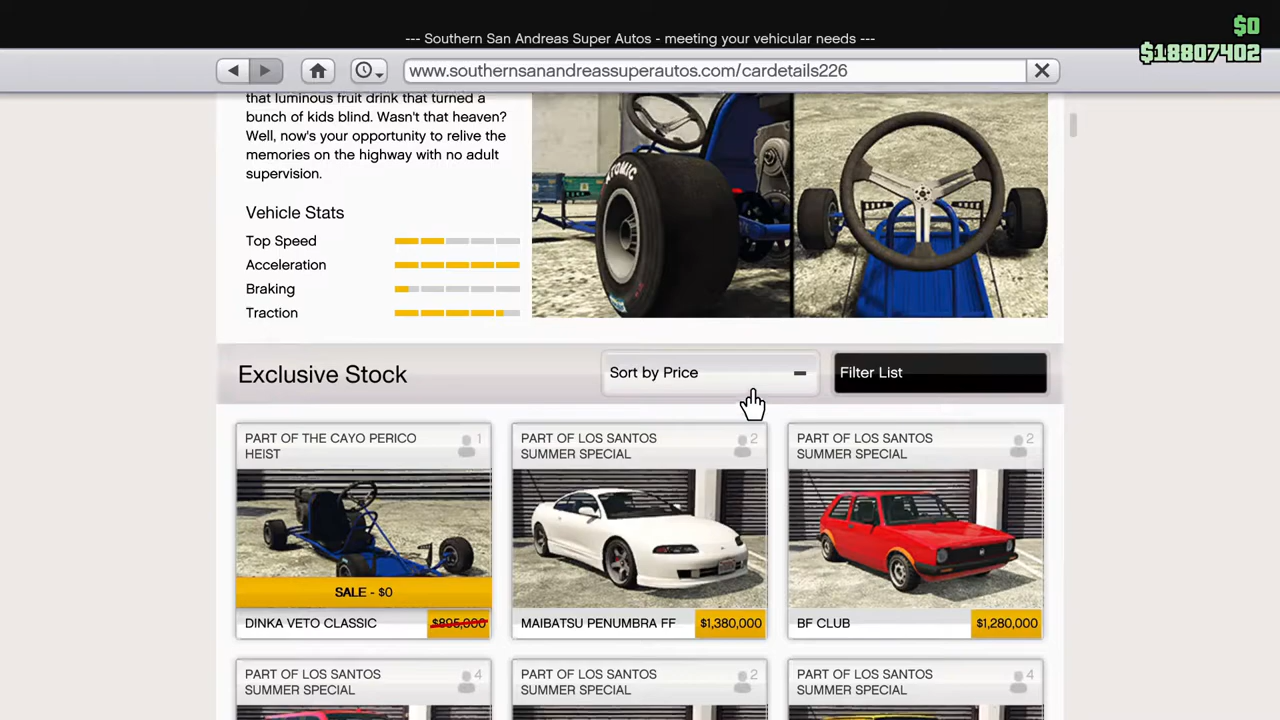 --- Southern San Andreas Super Autos - meeting your vehicular needs ---
$0
$18807402
www.southernsanandreassuperautos.com/cardetails226
that luminous fruit drink that turned a
bunch of kids blind. Wasn't that heaven?
Well, now's your opportunity to relive the
memories on the highway with no adult
supervision.
Vehicle Stats
Top Speed
Acceleration
Braking
Traction
ATOMIC
Exclusive Stock
Sort by Price
Filter List
PART OF THE CAYO PERICO
HEIST
1
SALE - $0
DINKA VETO CLASSIC
$895,000
PART OF LOS SANTOS
SUMMER SPECIAL
2
MAIBATSU PENUMBRA FF
$1,380,000
PART OF LOS SANTOS
SUMMER SPECIAL
2
BF CLUB
$1,280,000
PART OF LOS SANTOS
SUMMER SPECIAL
4
PART OF LOS SANTOS
SUMMER SPECIAL
2
PART OF LOS SANTOS
SUMMER SPECIAL
4